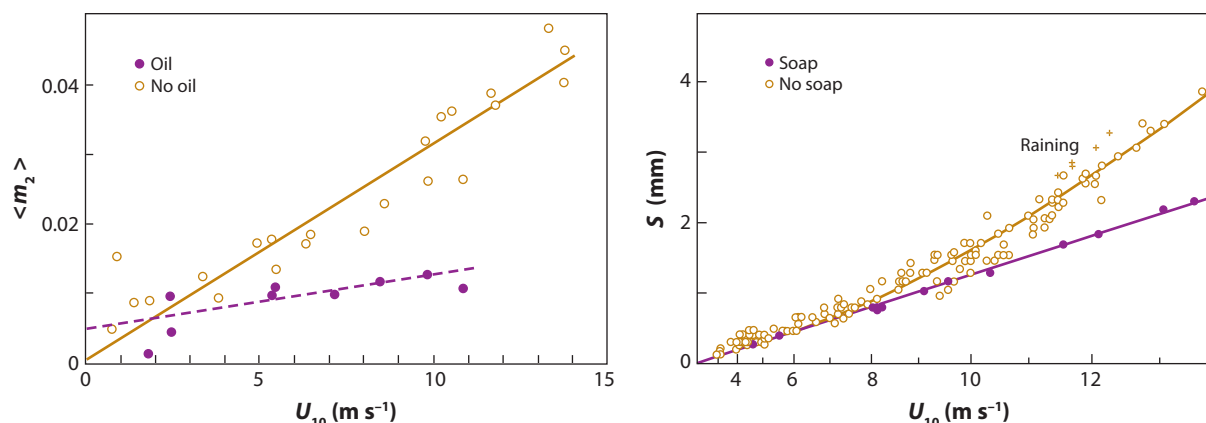 0.04
0.02
0
<m₂>
Oil
No oil
0
5
10
15
U₁₀ (m s⁻¹)
4
2
0
S (mm)
Soap
No soap
Raining
4
6
8
10
12
U₁₀ (m s⁻¹)